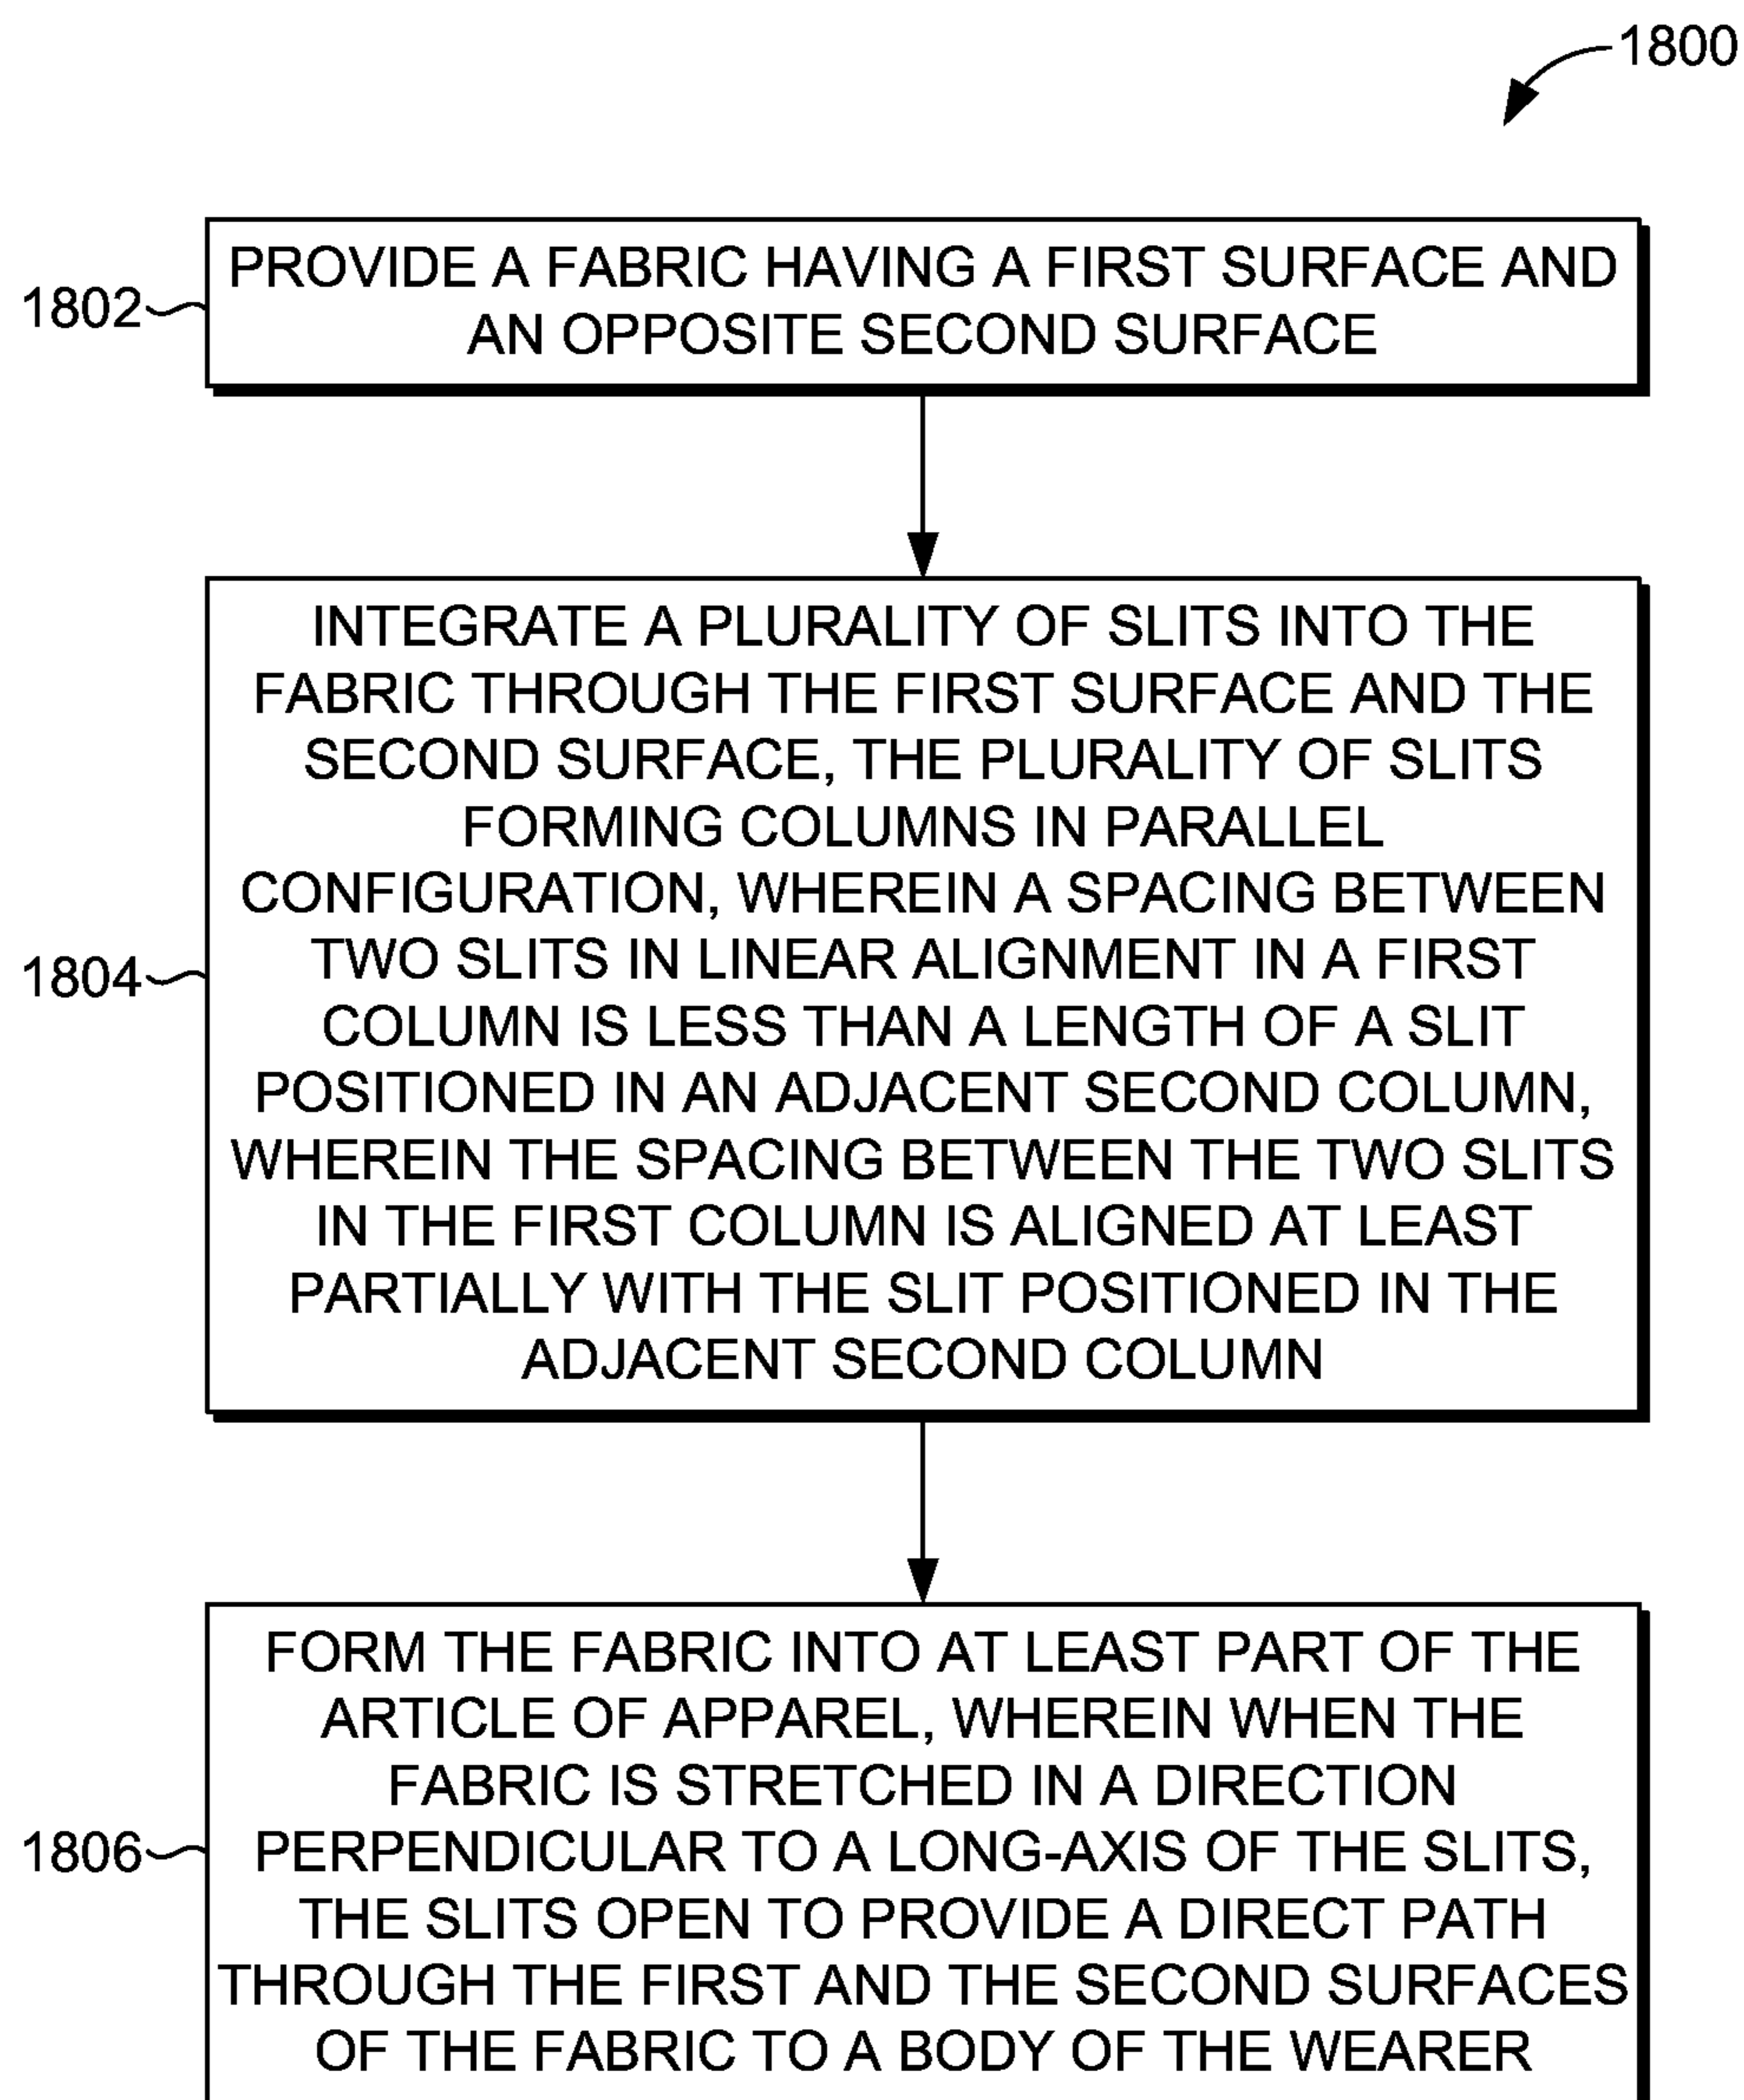 1800
1802
PROVIDE A FABRIC HAVING A FIRST SURFACE AND
AN OPPOSITE SECOND SURFACE
1804
INTEGRATE A PLURALITY OF SLITS INTO THE
FABRIC THROUGH THE FIRST SURFACE AND THE
SECOND SURFACE, THE PLURALITY OF SLITS
FORMING COLUMNS IN PARALLEL
CONFIGURATION, WHEREIN A SPACING BETWEEN
TWO SLITS IN LINEAR ALIGNMENT IN A FIRST
COLUMN IS LESS THAN A LENGTH OF A SLIT
POSITIONED IN AN ADJACENT SECOND COLUMN,
WHEREIN THE SPACING BETWEEN THE TWO SLITS
IN THE FIRST COLUMN IS ALIGNED AT LEAST
PARTIALLY WITH THE SLIT POSITIONED IN THE
ADJACENT SECOND COLUMN
1806
FORM THE FABRIC INTO AT LEAST PART OF THE
ARTICLE OF APPAREL, WHEREIN WHEN THE
FABRIC IS STRETCHED IN A DIRECTION
PERPENDICULAR TO A LONG-AXIS OF THE SLITS,
THE SLITS OPEN TO PROVIDE A DIRECT PATH
THROUGH THE FIRST AND THE SECOND SURFACES
OF THE FABRIC TO A BODY OF THE WEARER